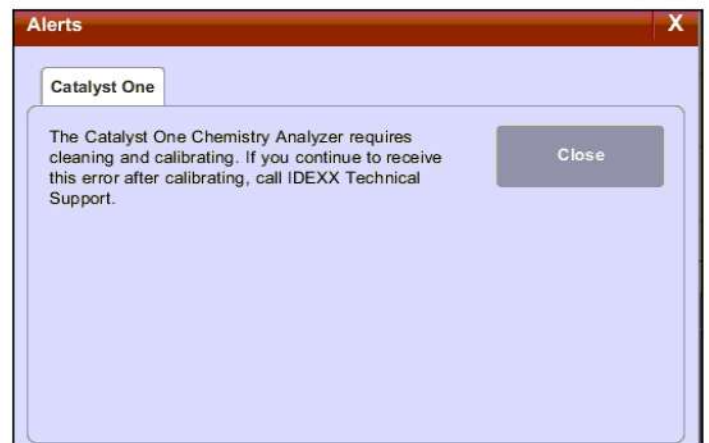 Alerts X
Catalyst One
The Catalyst One Chemistry Analyzer requires
cleaning and calibrating. If you continue to receive
this error after calibrating, call IDEXX Technical
Support.
Close